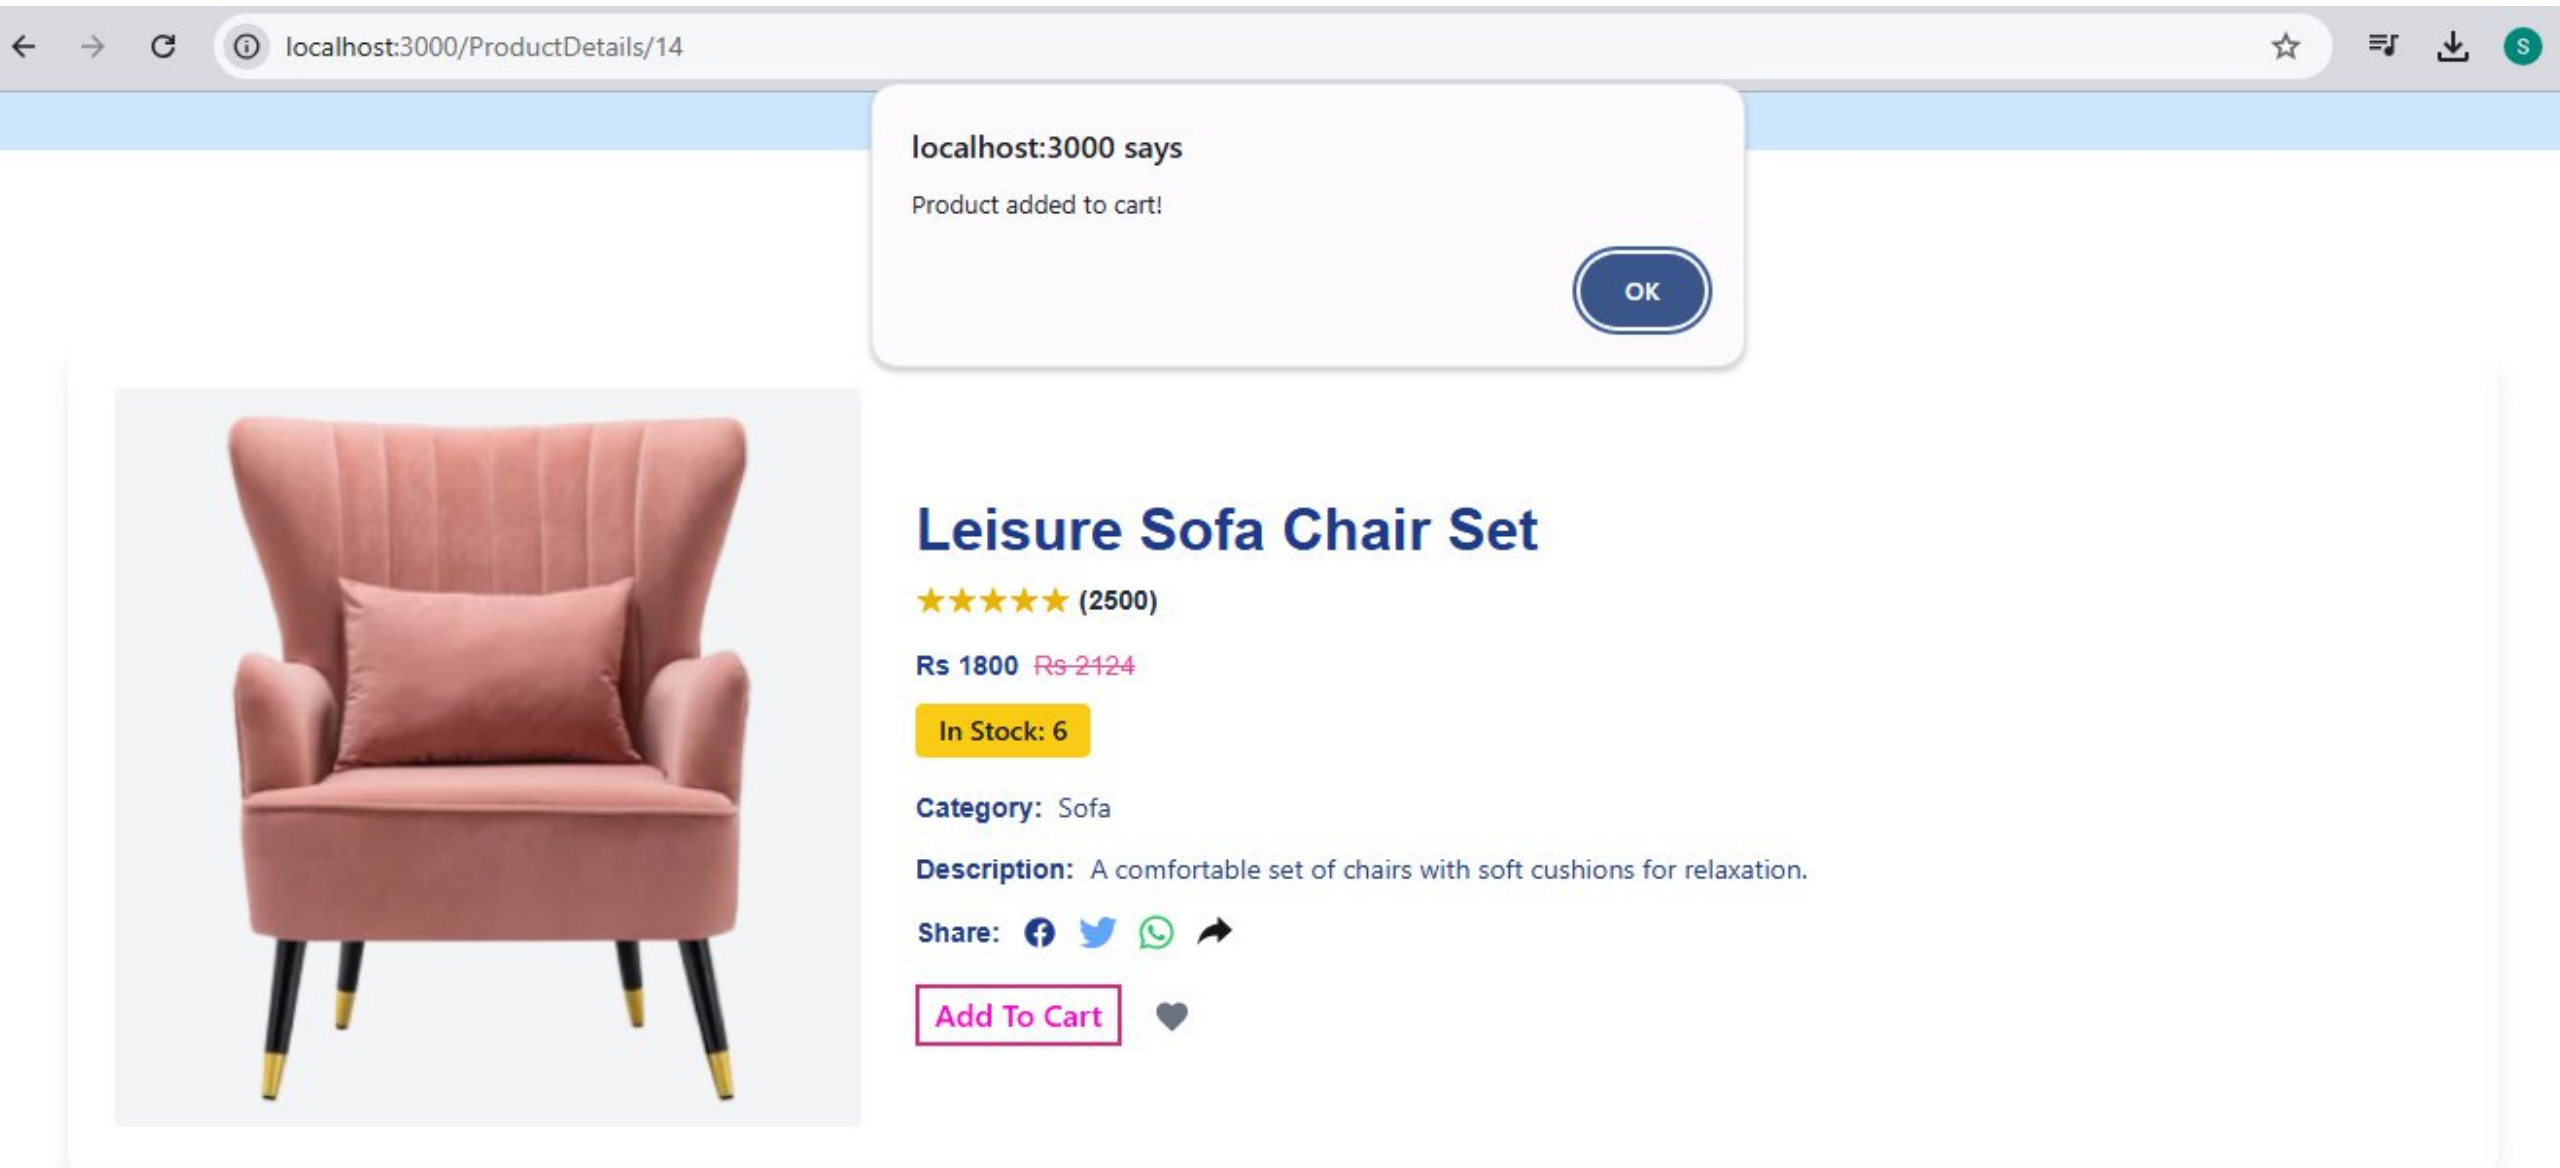 localhost:3000/ProductDetails/14
S
localhost:3000 says
Product added to cart!
OK
Leisure Sofa Chair Set
(2500)
Rs 1800 Rs 2124
In Stock: 6
Category: Sofa
Description: A comfortable set of chairs with soft cushions for relaxation.
Share:
Add To Cart